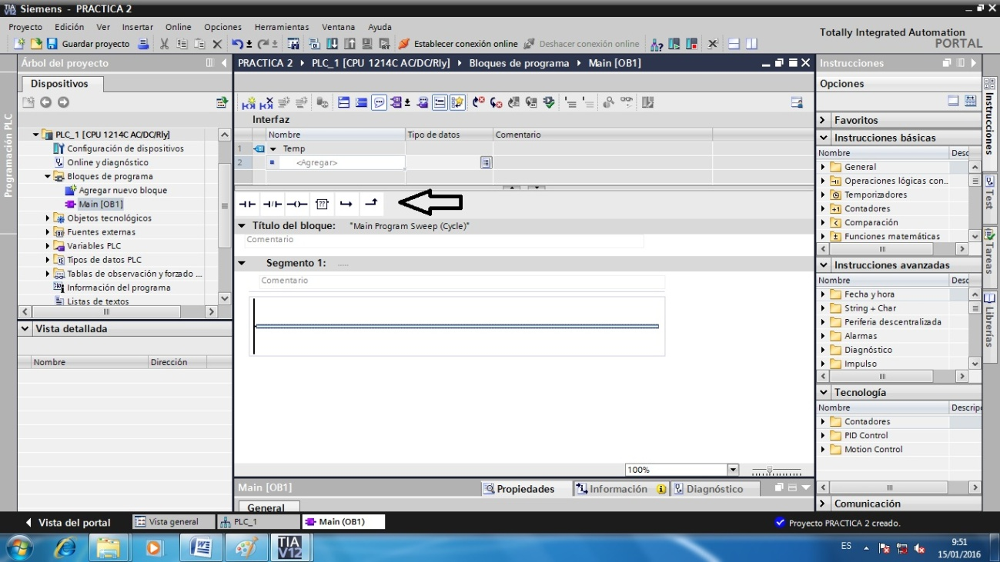 Siemens - PRACTICA 2
Proyecto Edición Ver Insertar Online Opciones Herramientas Ventana Ayuda
Guardar proyecto Establecer conexión online Deshacer conexión online
Totally Integrated Automation
PORTAL
Programación PLC
Árbol del proyecto
Dispositivos
PLC_1 [CPU 1214C AC/DC/Rly]
Configuración de dispositivos
Online y diagnóstico
Bloques de programa
Agregar nuevo bloque
Main [OB1]
Objetos tecnológicos
Fuentes externas
Variables PLC
Tipos de datos PLC
Tablas de observación y forzado ...
Información del programa
Listas de textos
Vista detallada
Nombre Dirección
PRACTICA 2 PLC_1 [CPU 1214C AC/DC/Rly] Bloques de programa Main [OB1]
Interfaz
Nombre Tipo de datos Comentario
1 Temp
2 <Agregar>
??
Título del bloque: "Main Program Sweep (Cycle)"
Comentario
Segmento 1: .....
Comentario
100%
Main [OB1]
Propiedades Información Diagnóstico
General
Instrucciones
Opciones
Favoritos
Instrucciones básicas
Nombre Desc
General
Operaciones lógicas con..
Temporizadores
Contadores
Comparación
Funciones matemáticas
Instrucciones avanzadas
Nombre Desc
Fecha y hora
String + Char
Periferia descentralizada
Alarmas
Diagnóstico
Impulso
Tecnología
Nombre Descrip
Contadores
PID Control
Motion Control
Comunicación
Instrucciones
Test
Tareas
Librerías
Vista del portal Vista general PLC_1 Main (OB1)
Proyecto PRACTICA 2 creado.
TIA
V12
ES
9:51
15/01/2016